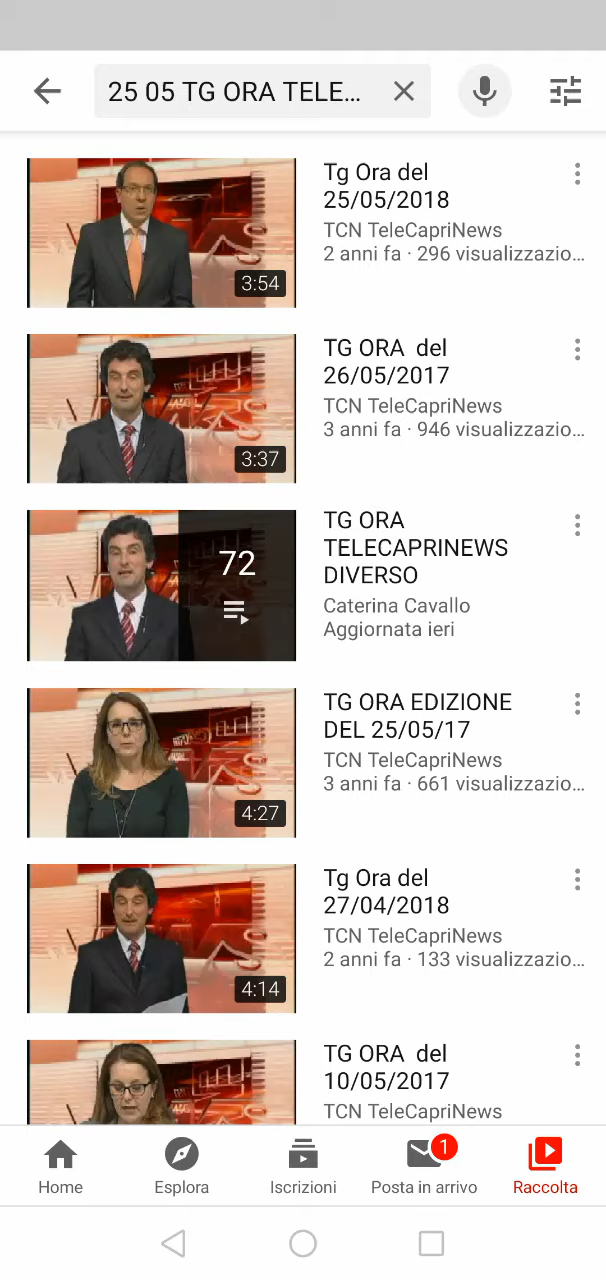 25 05 TG ORA TELE...
Tg Ora del
25/05/2018
TCN TeleCapriNews
2 anni fa · 296 visualizzazio...
3:54
TG ORA del
26/05/2017
TCN TeleCapriNews
3 anni fa · 946 visualizzazio...
3:37
72
TG ORA
TELECAPRINEWS
DIVERSO
Caterina Cavallo
Aggiornata ieri
TG ORA EDIZIONE
DEL 25/05/17
TCN TeleCapriNews
3 anni fa · 661 visualizzazio...
4:27
Tg Ora del
27/04/2018
TCN TeleCapriNews
2 anni fa · 133 visualizzazio...
4:14
TG ORA del
10/05/2017
TCN TeleCapriNews
1
Home
Esplora
Iscrizioni
Posta in arrivo
Raccolta